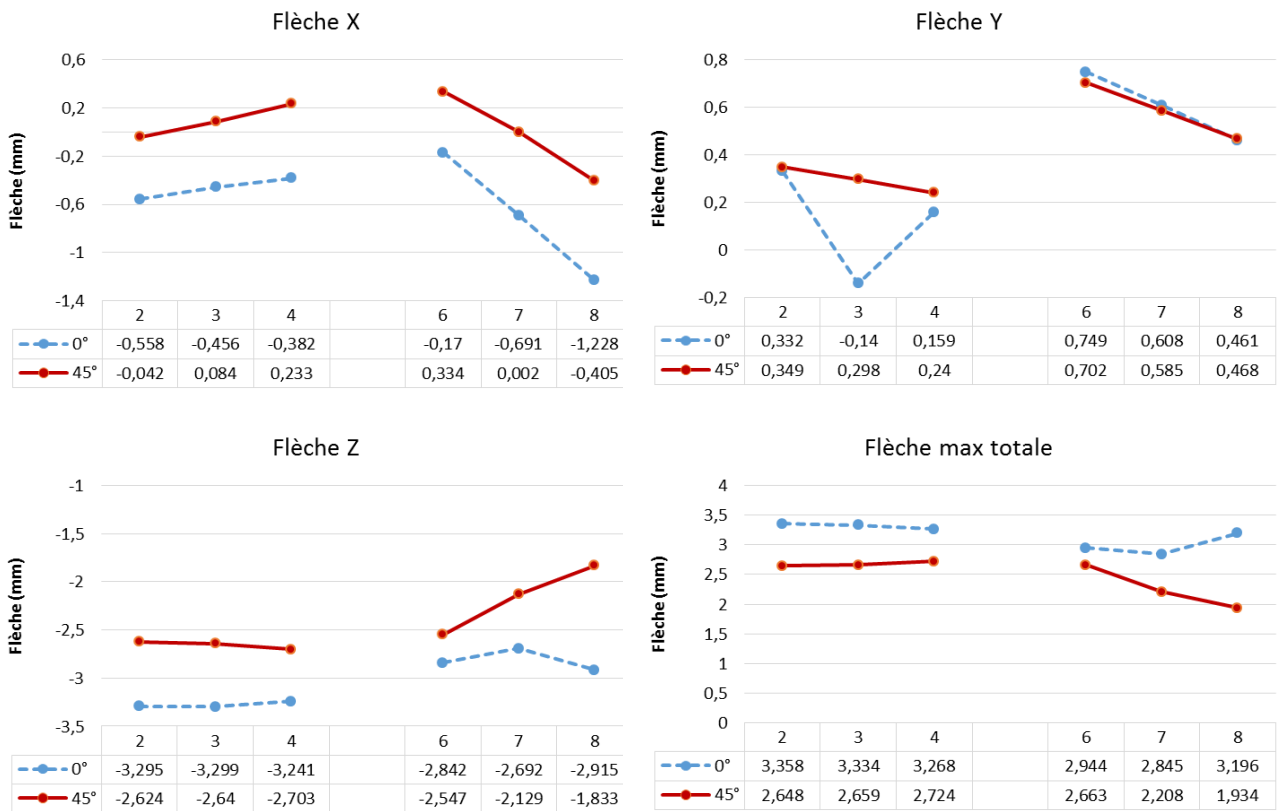 Flèche X
Flèche (mm)
0,6
0,2
-0,2
-0,6
-1
-1,4
2 3 4 6 7 8
0° -0,558 -0,456 -0,382 -0,17 -0,691 -1,228
45° -0,042 0,084 0,233 0,334 0,002 -0,405
Flèche Y
Flèche (mm)
0,8
0,6
0,4
0,2
0
-0,2
2 3 4 6 7 8
0° 0,332 -0,14 0,159 0,749 0,608 0,461
45° 0,349 0,298 0,24 0,702 0,585 0,468
Flèche Z
Flèche (mm)
-1
-1,5
-2
-2,5
-3
-3,5
2 3 4 6 7 8
0° -3,295 -3,299 -3,241 -2,842 -2,692 -2,915
45° -2,624 -2,64 -2,703 -2,547 -2,129 -1,833
Flèche max totale
Flèche (mm)
4
3,5
3
2,5
2
1,5
1
0,5
0
2 3 4 6 7 8
0° 3,358 3,334 3,268 2,944 2,845 3,196
45° 2,648 2,659 2,724 2,663 2,208 1,934